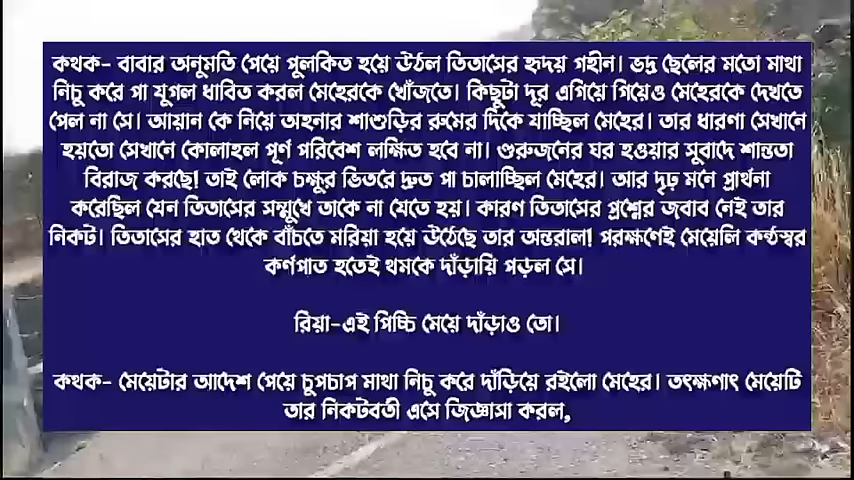 কথক- বাবার অনুমতি পেয়ে পুলকিত হয়ে উঠল তিতাসের হৃদয় গহীন। ভদ্র ছেলের মতো মাথা
নিচু করে পা যুগল ধাবিত করল মেহেরকে খোঁজতে। কিছুটা দূর এগিয়ে গিয়েও মেহেরকে দেখতে
পেল না সে। আয়ান কে নিয়ে অহনার শাশুড়ির রুমের দিকে যাচ্ছিল মেহের। তার ধারণা সেখানে
হয়তো সেখানে কোলাহল পূর্ণ পরিবেশ লক্ষিত হবে না। গুরুজনের ঘর হওয়ার সুবাদে শান্ততা
বিরাজ করছে! তাই লোক চক্ষুর ভিতরে দ্রুত পা চালাচ্ছিল মেহের। আর দৃঢ় মনে প্রার্থনা
করেছিল যেন তিতাসের সম্মুখে তাকে না যেতে হয়। কারণ তিতাসের প্রশ্নের জবাব নেই তার
নিকট। তিতাসের হাত থেকে বাঁচতে মরিয়া হয়ে উঠেছে তার অন্তরালা! পরক্ষণেই মেয়েলি কন্ঠস্বর
কর্ণপাত হতেই থমকে দাঁড়ায়ি পড়ল সে।
রিয়া-এই পিচ্চি মেয়ে দাঁড়াও তো।
কথক- মেয়েটার আদেশ পেয়ে চুপচাপ মাথা নিচু করে দাঁড়িয়ে রইলো মেহের। তৎক্ষণাৎ মেয়েটি
তার নিকটবর্তী এসে জিজ্ঞাসা করল,